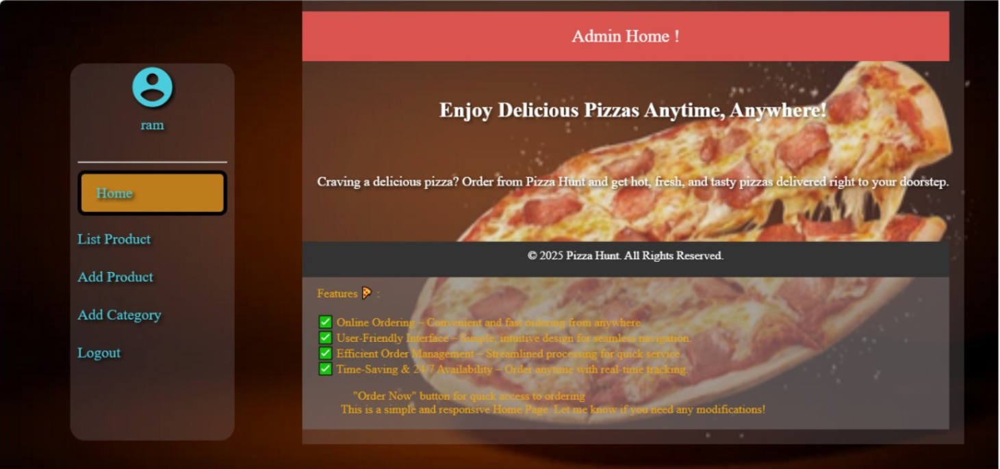 Admin Home !
ram
Home
List Product
Add Product
Add Category
Logout
Enjoy Delicious Pizzas Anytime, Anywhere!
Craving a delicious pizza? Order from Pizza Hunt and get hot, fresh, and tasty pizzas delivered right to your doorstep.
© 2025 Pizza Hunt. All Rights Reserved.
Features 🍕 :
✅ Online Ordering – Convenient and fast ordering from anywhere.
✅ User-Friendly Interface – Simple, intuitive design for seamless navigation.
✅ Efficient Order Management – Streamlined processing for quick service.
✅ Time-Saving & 24/7 Availability – Order anytime with real-time tracking.
"Order Now" button for quick access to ordering
This is a simple and responsive Home Page. Let me know if you need any modifications!